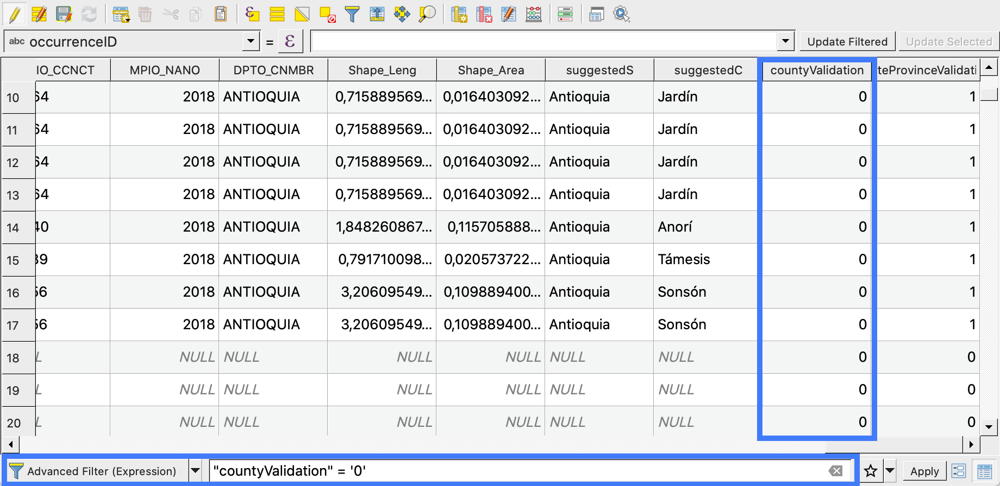 abc occurrenceID = ε Update Filtered Update Selected
IO_CCNCT MPIO_NANO DPTO_CNMBR Shape_Leng Shape_Area suggestedS suggestedC countyValidation teProvinceValidati
10 64 2018 ANTIOQUIA 0,715889569... 0,016403092... Antioquia Jardín 0 1
11 64 2018 ANTIOQUIA 0,715889569... 0,016403092... Antioquia Jardín 0 1
12 64 2018 ANTIOQUIA 0,715889569... 0,016403092... Antioquia Jardín 0 1
13 64 2018 ANTIOQUIA 0,715889569... 0,016403092... Antioquia Jardín 0 1
14 40 2018 ANTIOQUIA 1,848260867... 0,115705888... Antioquia Anorí 0 1
15 39 2018 ANTIOQUIA 0,791710098... 0,020573722... Antioquia Támesis 0 1
16 56 2018 ANTIOQUIA 3,20609549... 0,109889400... Antioquia Sonsón 0 1
17 56 2018 ANTIOQUIA 3,20609549... 0,109889400... Antioquia Sonsón 0 1
18 L NULL NULL NULL NULL NULL NULL 0 0
19 L NULL NULL NULL NULL NULL NULL 0 0
20 L NULL NULL NULL NULL NULL NULL 0 0
Advanced Filter (Expression) "countyValidation" = '0' Apply